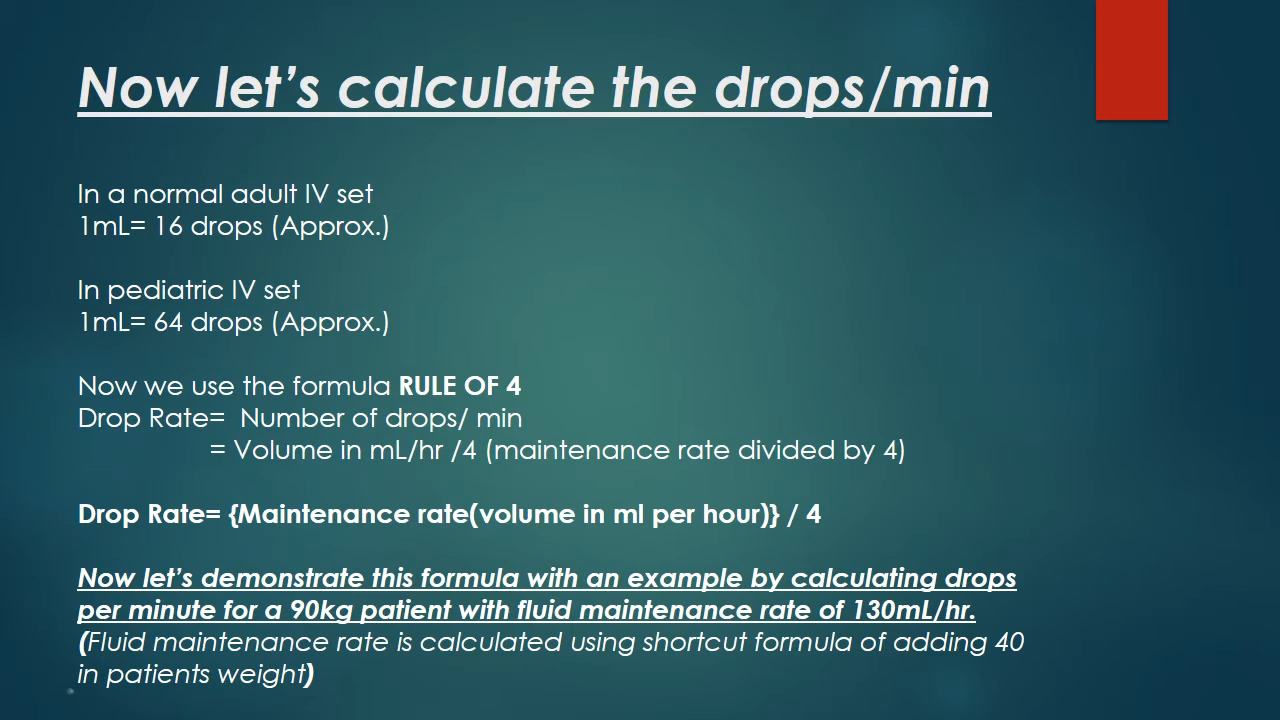 Now let’s calculate the drops/min
In a normal adult IV set
1mL= 16 drops (Approx.)
In pediatric IV set
1mL= 64 drops (Approx.)
Now we use the formula RULE OF 4
Drop Rate= Number of drops/ min
= Volume in mL/hr /4 (maintenance rate divided by 4)
Drop Rate= {Maintenance rate(volume in ml per hour)} / 4
Now let’s demonstrate this formula with an example by calculating drops
per minute for a 90kg patient with fluid maintenance rate of 130mL/hr.
(Fluid maintenance rate is calculated using shortcut formula of adding 40
in patients weight)